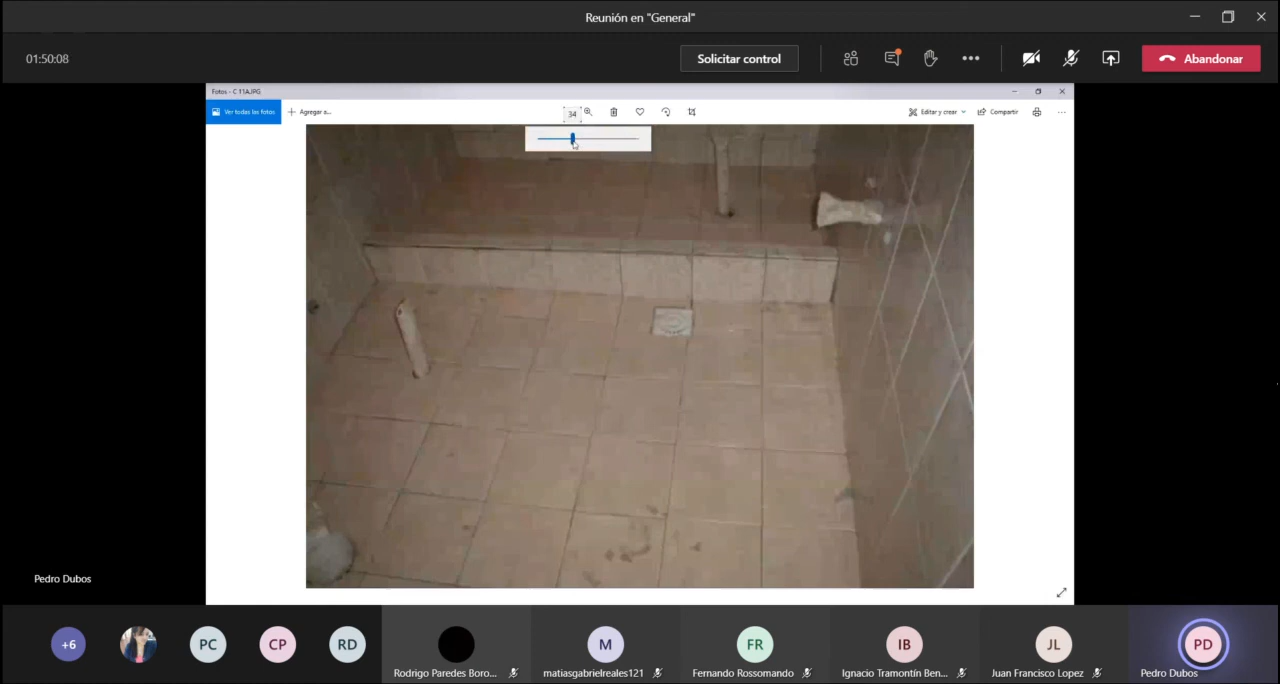 Reunión en "General"
01:50:08
Solicitar control
Abandonar
Fotos - C 11A.JPG
Ver todas las fotos
Agregar a...
34
Editar y crear
Compartir
Pedro Dubos
+6
PC
CP
RD
Rodrigo Paredes Boro...
M
matiasgabrielreales121
FR
Fernando Rossomando
IB
Ignacio Tramontín Ben...
JL
Juan Francisco Lopez
PD
Pedro Dubos